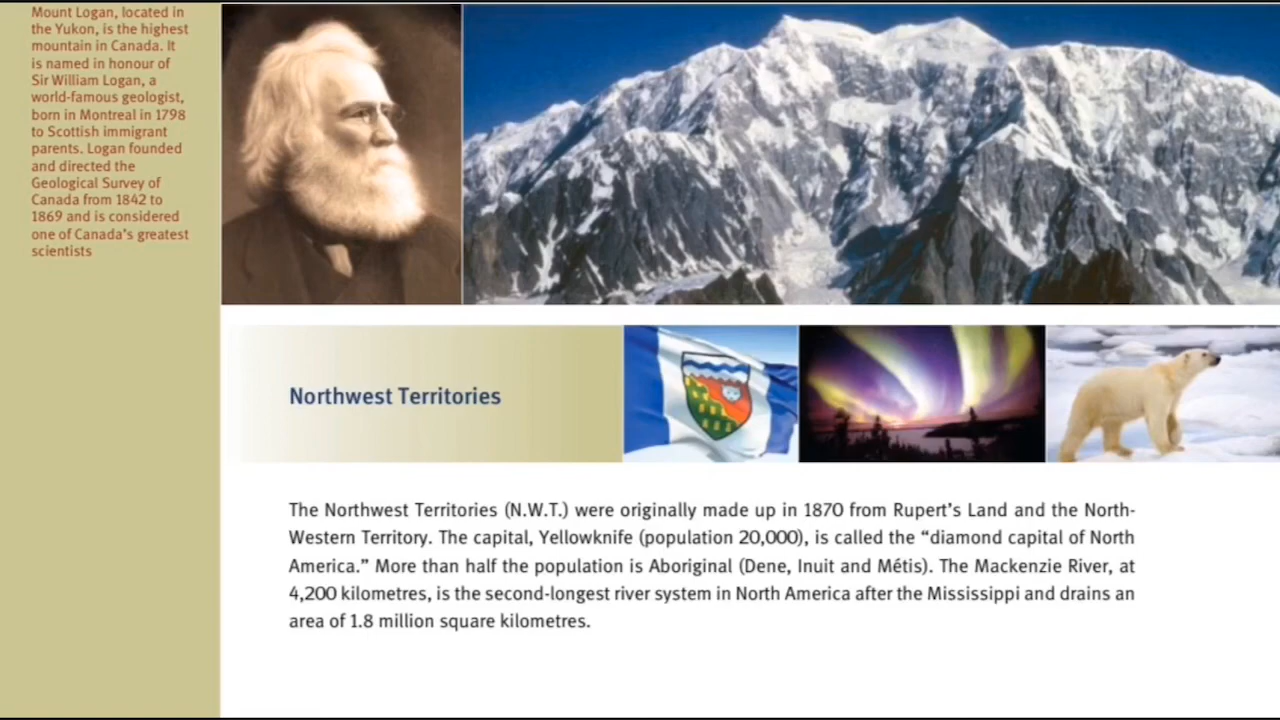 Mount Logan, located in
the Yukon, is the highest
mountain in Canada. It
is named in honour of
Sir William Logan, a
world-famous geologist,
born in Montreal in 1798
to Scottish immigrant
parents. Logan founded
and directed the
Geological Survey of
Canada from 1842 to
1869 and is considered
one of Canada's greatest
scientists
Northwest Territories
The Northwest Territories (N.W.T.) were originally made up in 1870 from Rupert's Land and the North-
Western Territory. The capital, Yellowknife (population 20,000), is called the “diamond capital of North
America.” More than half the population is Aboriginal (Dene, Inuit and Métis). The Mackenzie River, at
4,200 kilometres, is the second-longest river system in North America after the Mississippi and drains an
area of 1.8 million square kilometres.